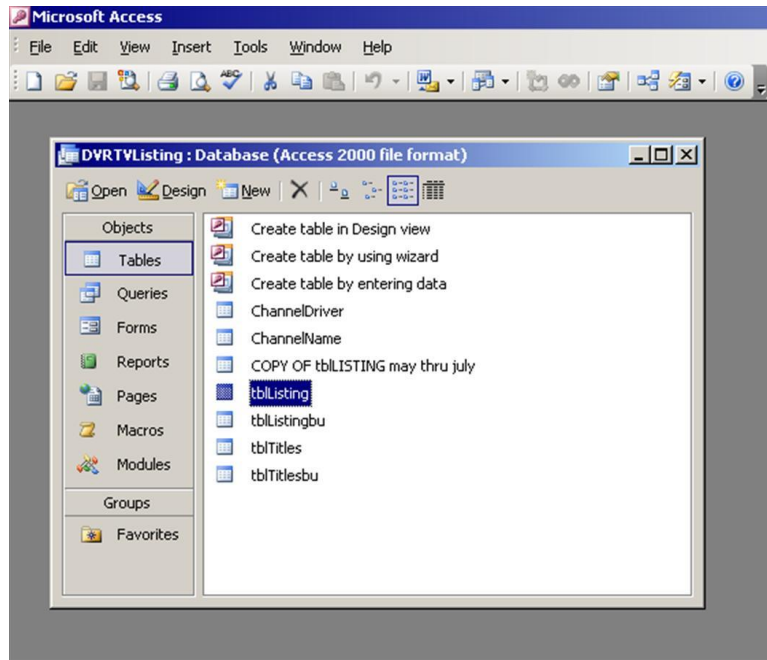 Microsoft Access
File Edit View Insert Tools Window Help
ABC
DVRTVListing : Database (Access 2000 file format)
Open Design New
Objects
Tables
Queries
Forms
Reports
Pages
Macros
Modules
Groups
Favorites
Create table in Design view
Create table by using wizard
Create table by entering data
ChannelDriver
ChannelName
COPY OF tblLISTING may thru july
tblListing
tblListingbu
tblTitles
tblTitlesbu